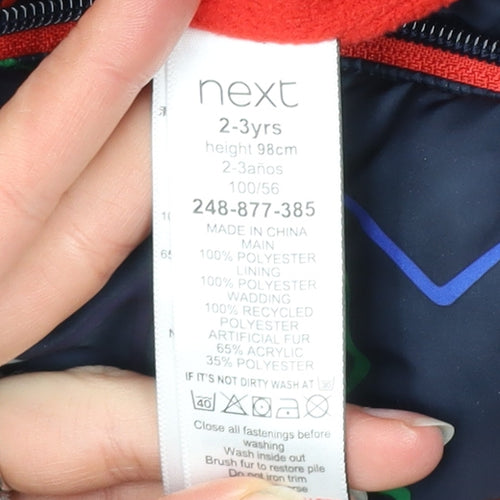 next
2-3yrs
height 98cm
2-3años
100/56
248-877-385
MADE IN CHINA
MAIN
100% POLYESTER
LINING
100% POLYESTER
WADDING
100% RECYCLED
POLYESTER
ARTIFICIAL FUR
65% ACRYLIC
35% POLYESTER
IF IT'S NOT DIRTY WASH AT 30
40
Close all fastenings before
washing
Wash inside out
Brush fur to restore pile
Do not iron trim